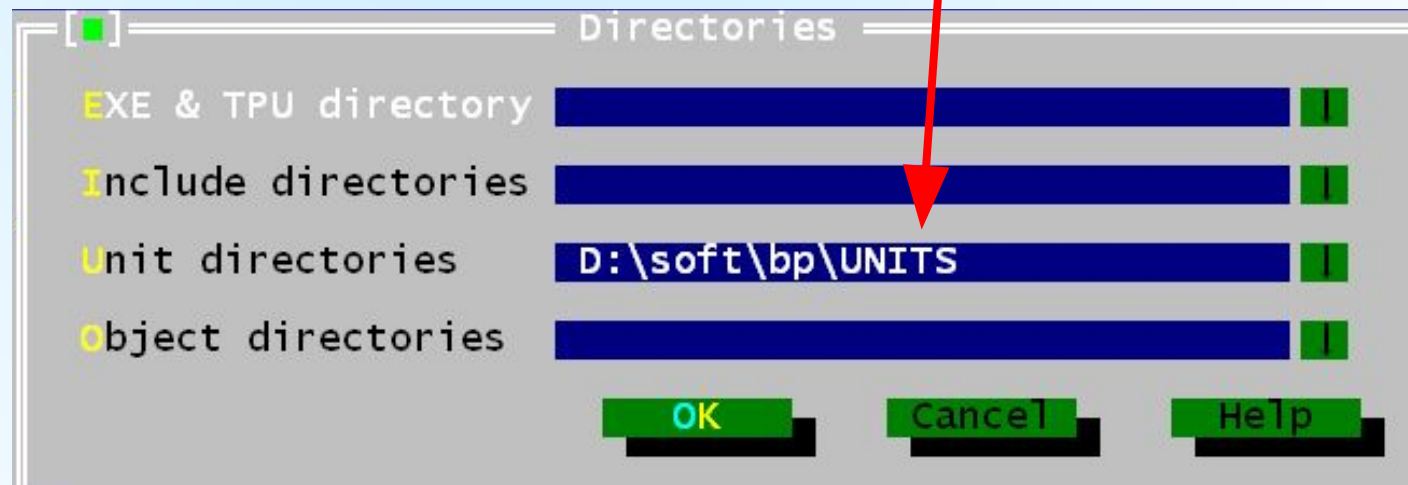 [■] Directories
EXE & TPU directory ↓
Include directories ↓
Unit directories D:\soft\bp\UNITS ↓
Object directories ↓
OK Cancel Help